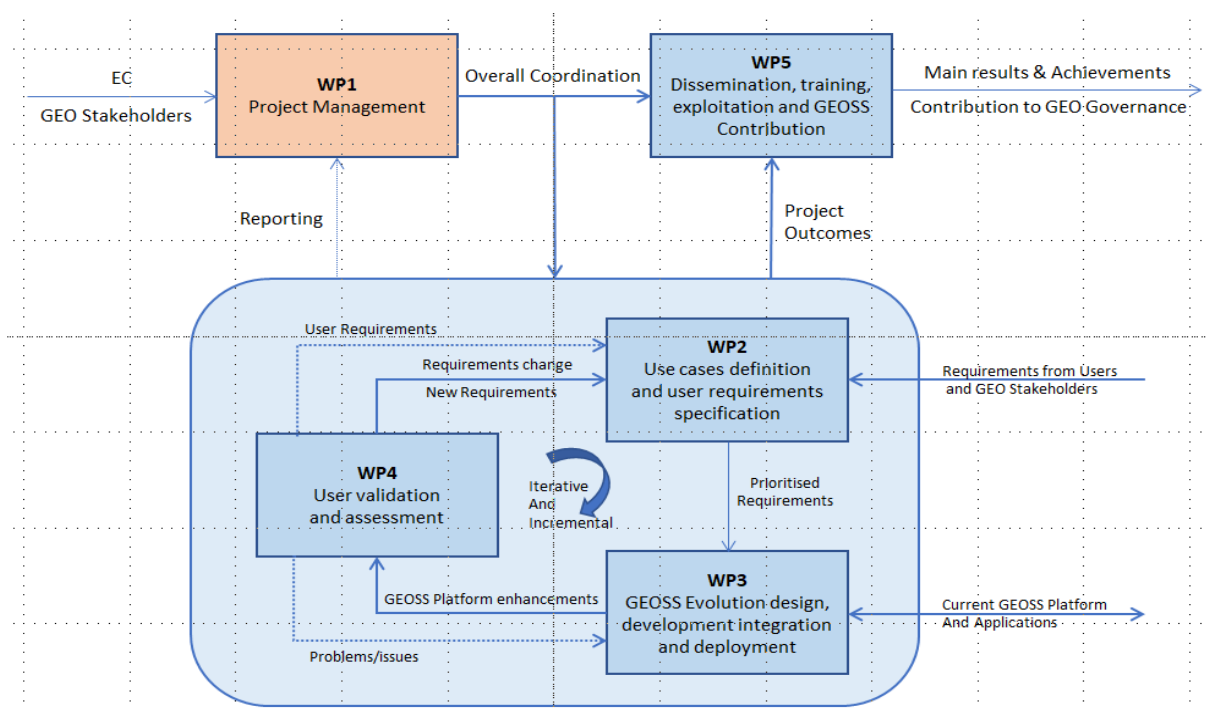 EC
GEO Stakeholders
WP1
Project Management
Overall Coordination
WP5
Dissemination, training,
exploitation and GEOSS
Contribution
Main results & Achievements
Contribution to GEO Governance
Reporting
Project
Outcomes
User Requirements
Requirements change
New Requirements
WP2
Use cases definition
and user requirements
specification
Requirements from Users
and GEO Stakeholders
WP4
User validation
and assessment
Iterative
And
Incremental
Prioritised
Requirements
GEOSS Platform enhancements
Problems/issues
WP3
GEOSS Evolution design,
development integration
and deployment
Current GEOSS Platform
And Applications